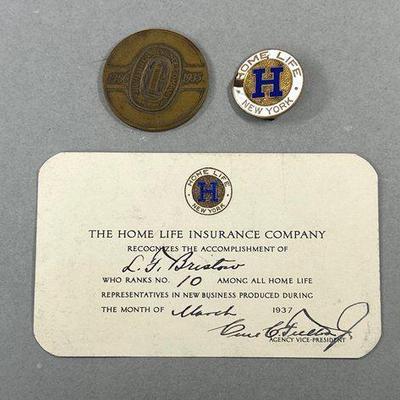 1906 1935
HOME LIFE
H
NEW YORK
HOME LIFE
H
NEW YORK
THE HOME LIFE INSURANCE COMPANY
RECOGNIZES THE ACCOMPLISHMENT OF
WHO RANKS NO. 10 AMONG ALL HOME LIFE
REPRESENTATIVES IN NEW BUSINESS PRODUCED DURING
THE MONTH OF March 1937
AGENCY VICE-PRESIDENT